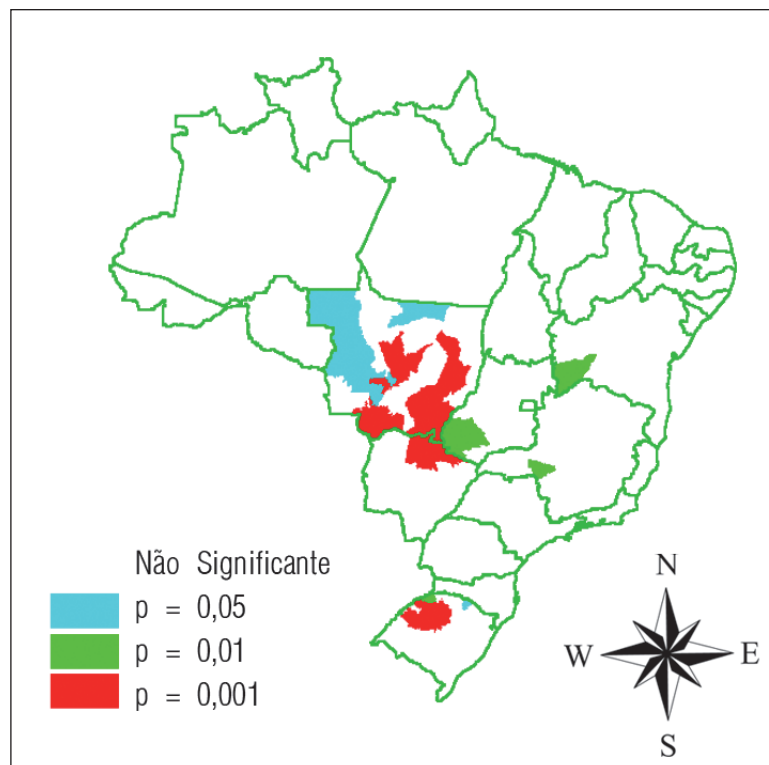 Não Significante
p = 0,05
p = 0,01
p = 0,001
N
W
E
S